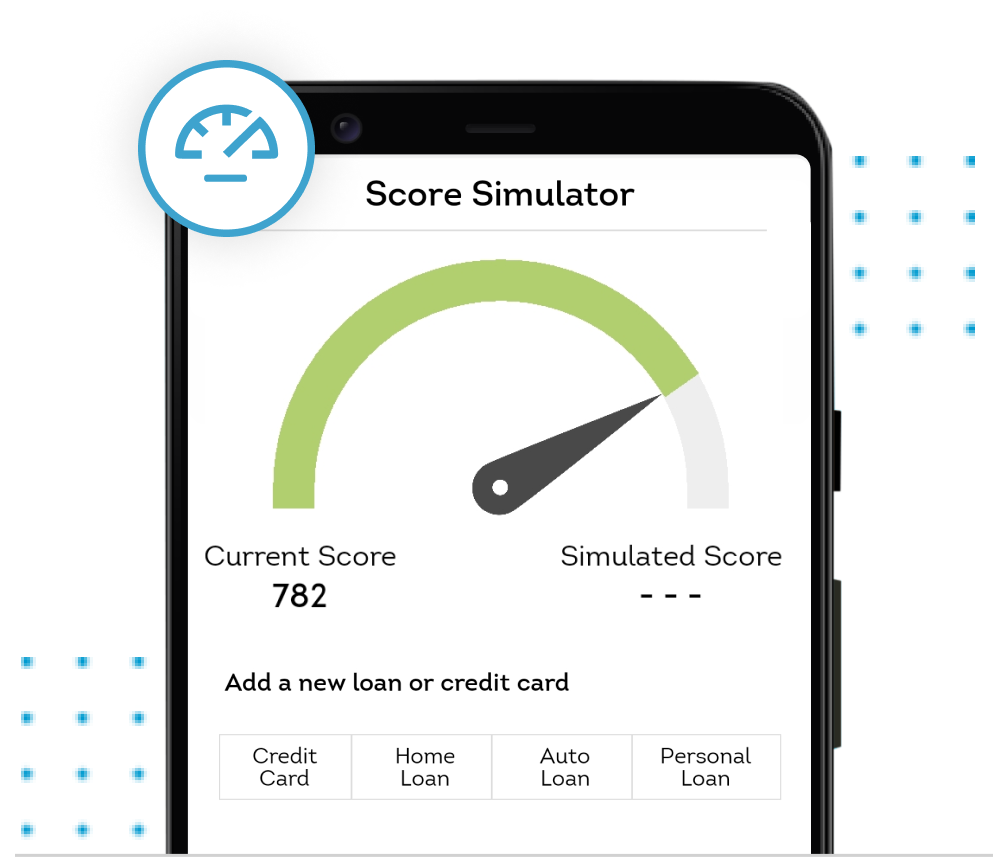 Score Simulator
Current Score
Simulated Score
782
- - -
Add a new loan or credit card
Credit
Card
Home
Loan
Auto
Loan
Personal
Loan